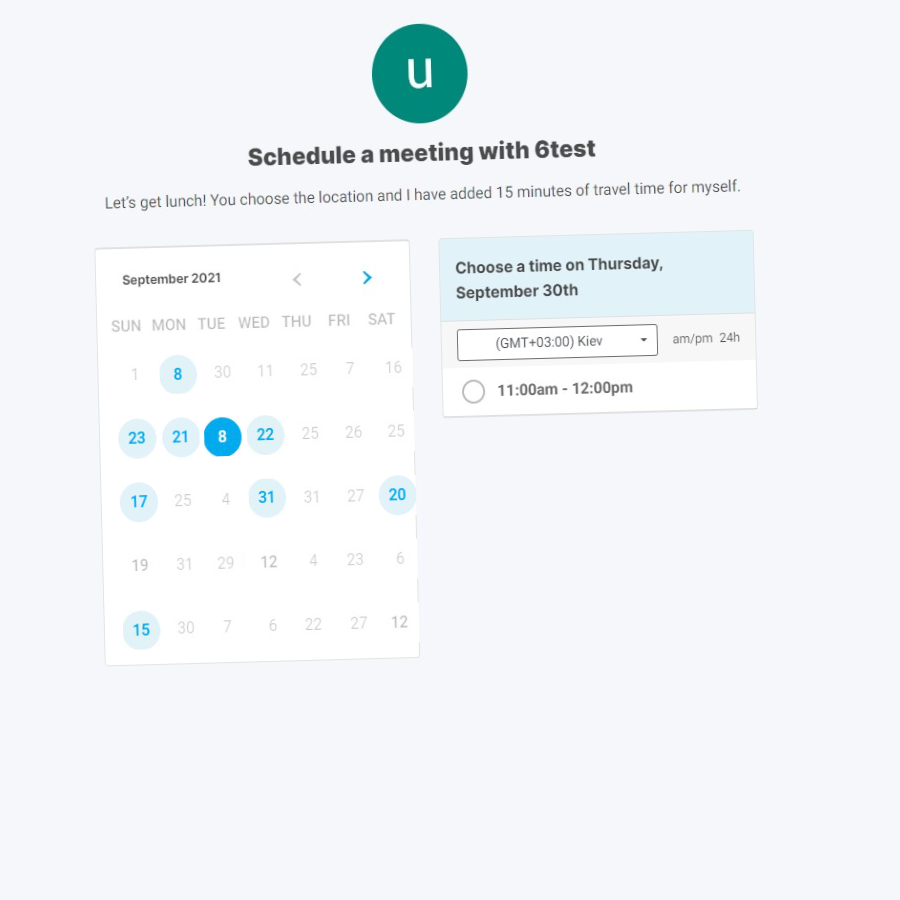 u
Schedule a meeting with 6test
Let's get lunch! You choose the location and I have added 15 minutes of travel time for myself.
September 2021
SUN MON TUE WED THU FRI SAT
1 8 30 11 25 7 16
23 21 8 22 25 26 25
17 25 4 31 31 27 20
19 31 29 12 4 23 6
15 30 7 6 22 27 12
Choose a time on Thursday,
September 30th
(GMT+03:00) Kiev am/pm 24h
11:00am - 12:00pm